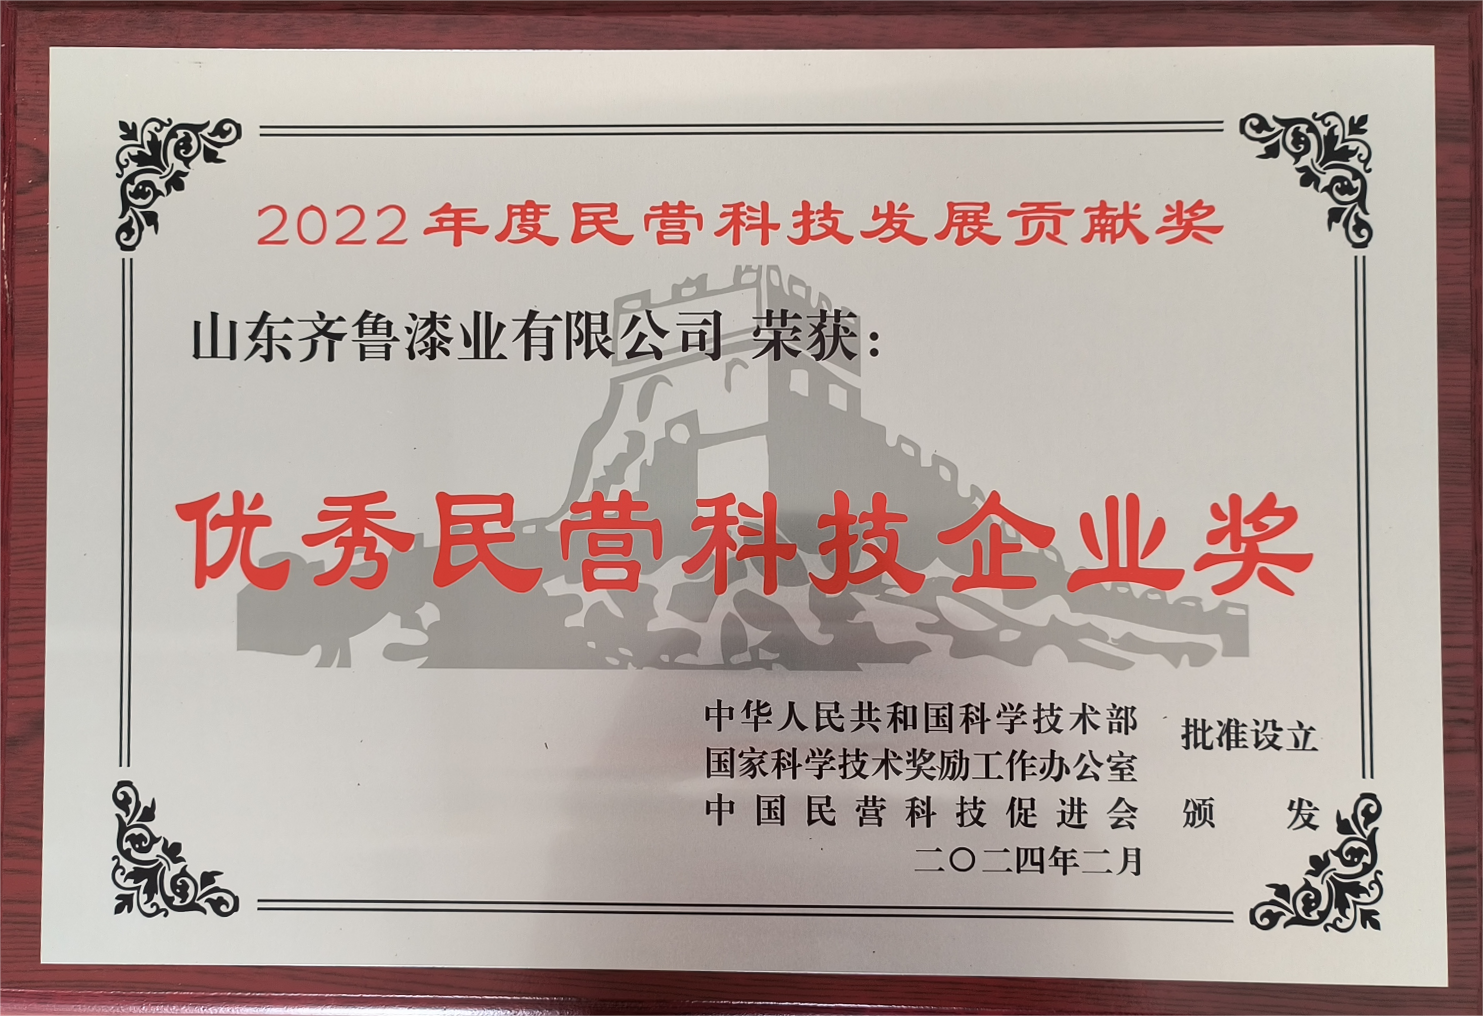 2022年度民营科技发展贡献奖
山东齐鲁漆业有限公司 荣获：
优秀民营科技企业奖
中华人民共和国科学技术部
国家科学技术奖励工作办公室
批准设立
中国民营科技促进会 颁发
二〇二四年二月